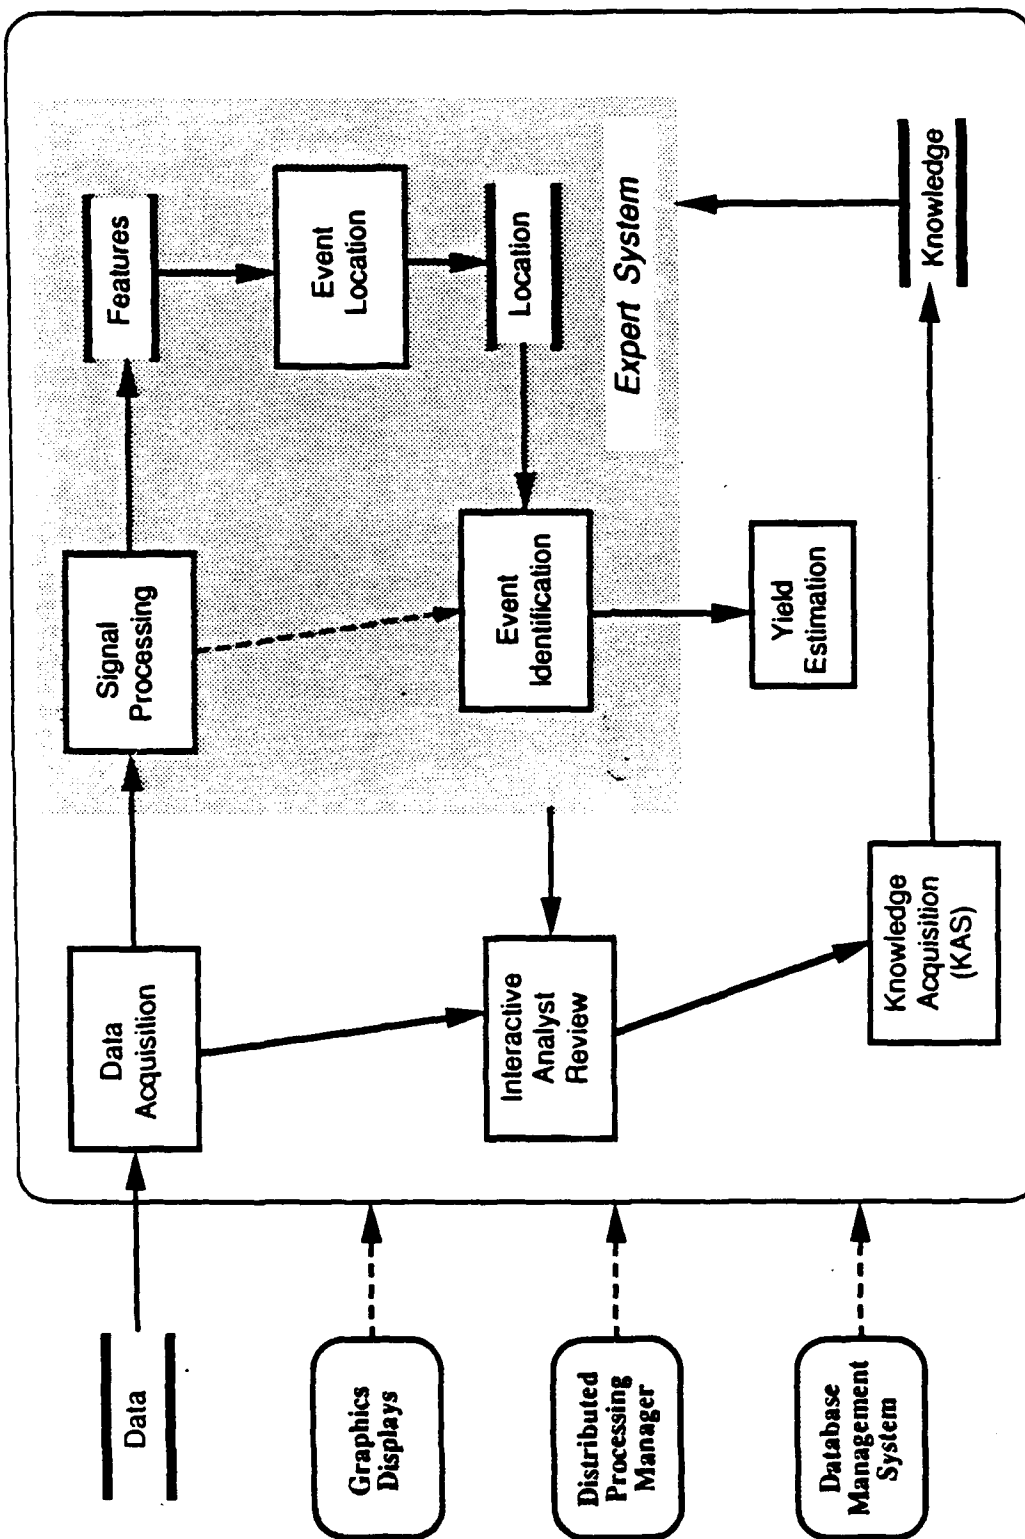 Data
Data
Acquisition
Signal
Processing
Features
Event
Location
Location
Event
Identification
Expert System
Interactive
Analyst
Review
Yield
Estimation
Knowledge
Acquisition
(KAS)
Knowledge
Graphics
Displays
Distributed
Processing
Manager
Database
Management
System